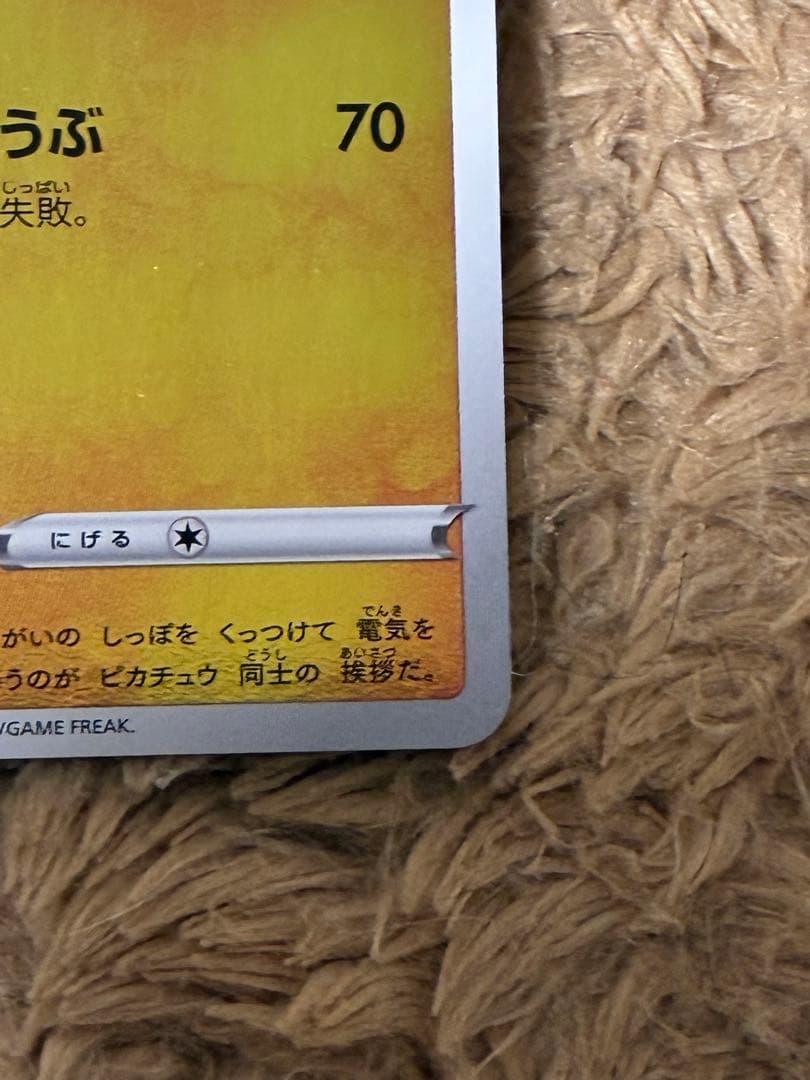 うぶ 70
しっぱい
失敗。
にげる
でんき
がいの しっぽを くっつけて 電気を
どうし あいさつ
うのが ピカチュウ 同士の 挨拶だ。
/GAME FREAK.